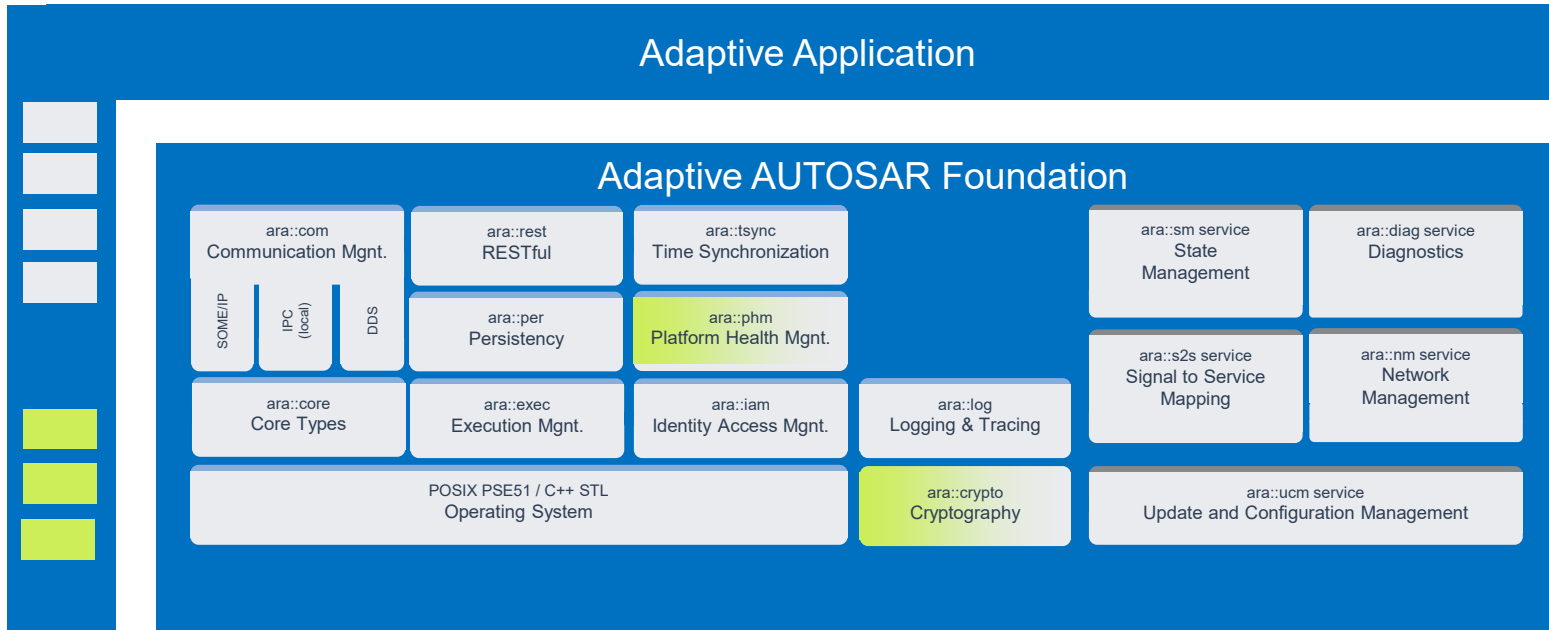 Adaptive Application
Adaptive AUTOSAR Foundation
ara::com
Communication Mgnt.
SOME/IP
IPC
(local)
DDS
ara::rest
RESTful
ara::tsync
Time Synchronization
ara::sm service
State
Management
ara::diag service
Diagnostics
ara::per
Persistency
ara::phm
Platform Health Mgnt.
ara::s2s service
Signal to Service
Mapping
ara::nm service
Network
Management
ara::core
Core Types
ara::exec
Execution Mgnt.
ara::iam
Identity Access Mgnt.
ara::log
Logging & Tracing
POSIX PSE51 / C++ STL
Operating System
ara::crypto
Cryptography
ara::ucm service
Update and Configuration Management